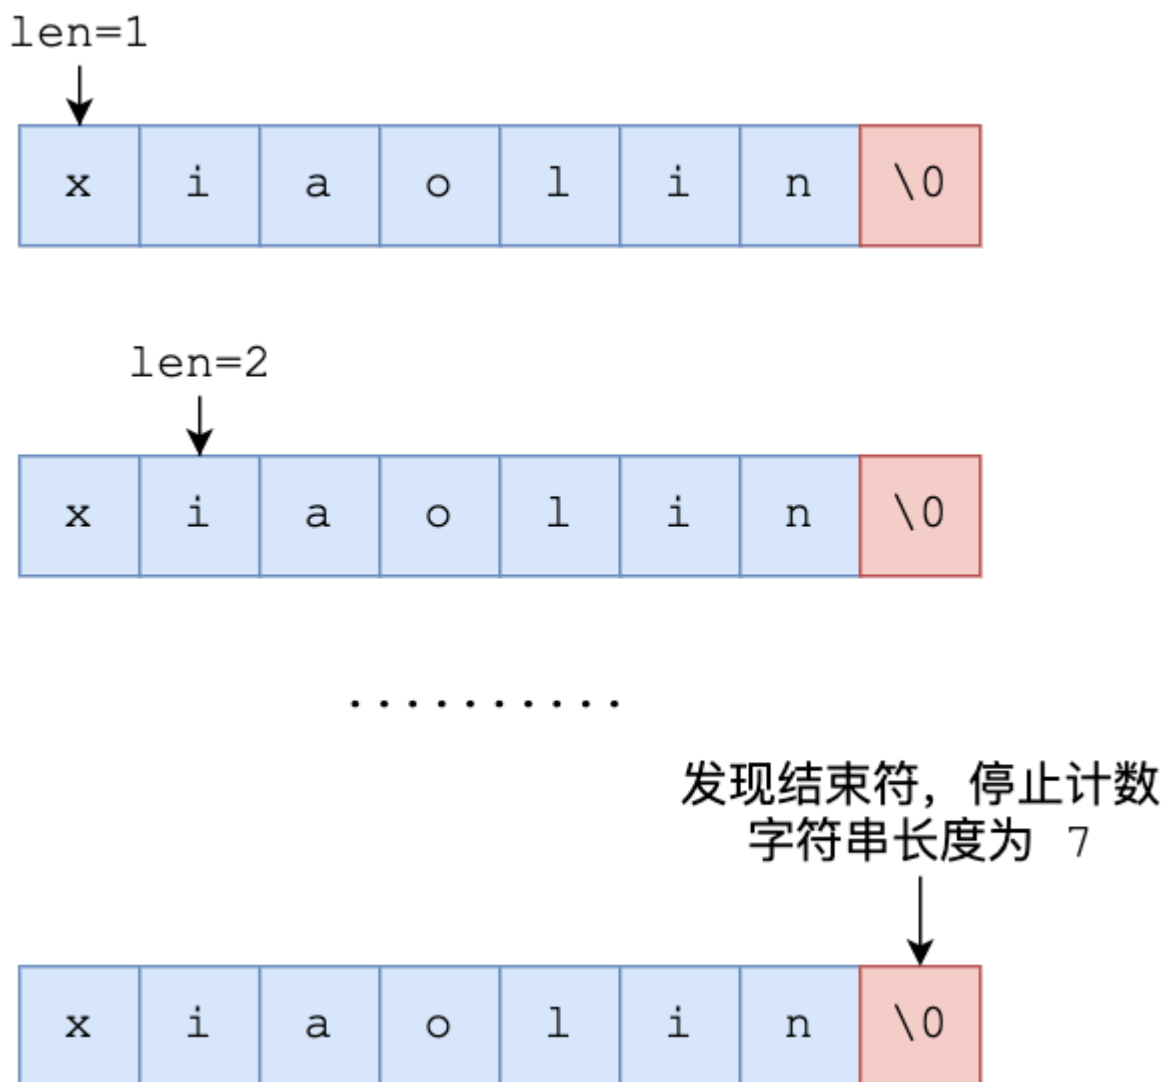 len=1
x i a o l i n \0
len=2
x i a o l i n \0
..........
发现结束符，停止计数
字符串长度为 7
x i a o l i n \0